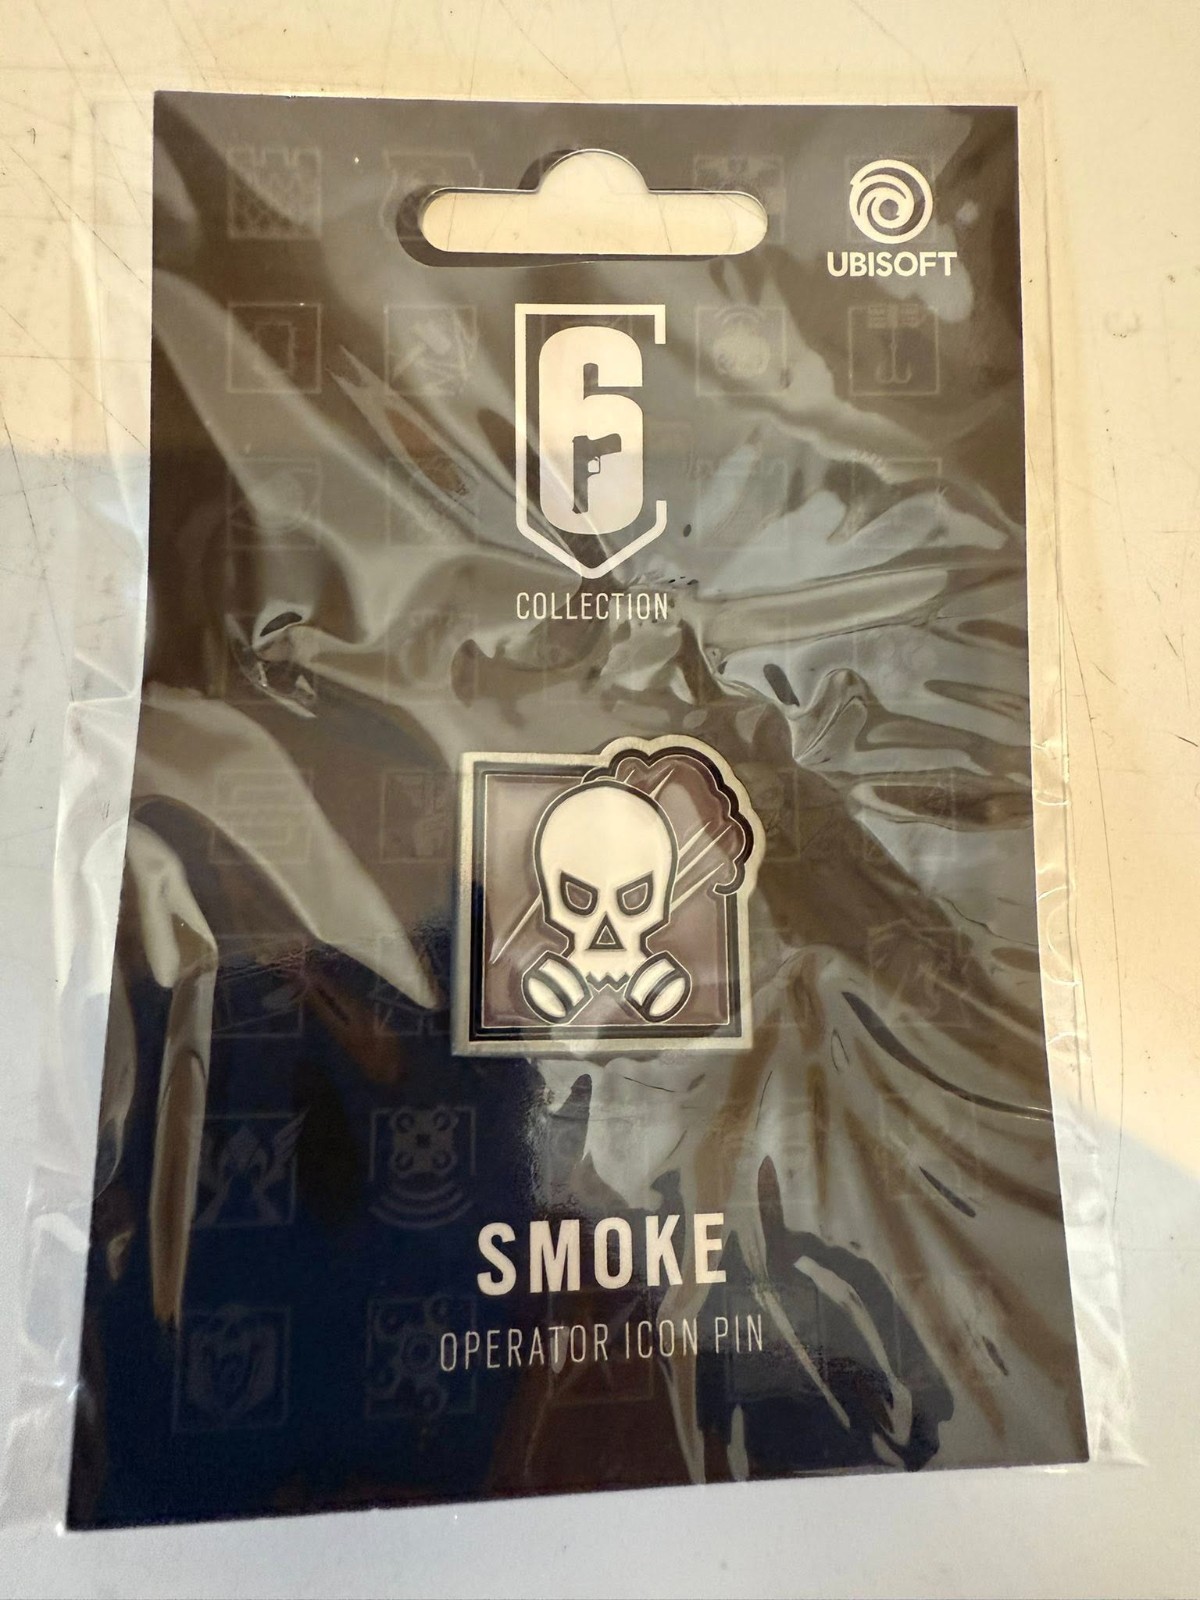 UBISOFT
6
COLLECTION
SMOKE
OPERATOR ICON PIN